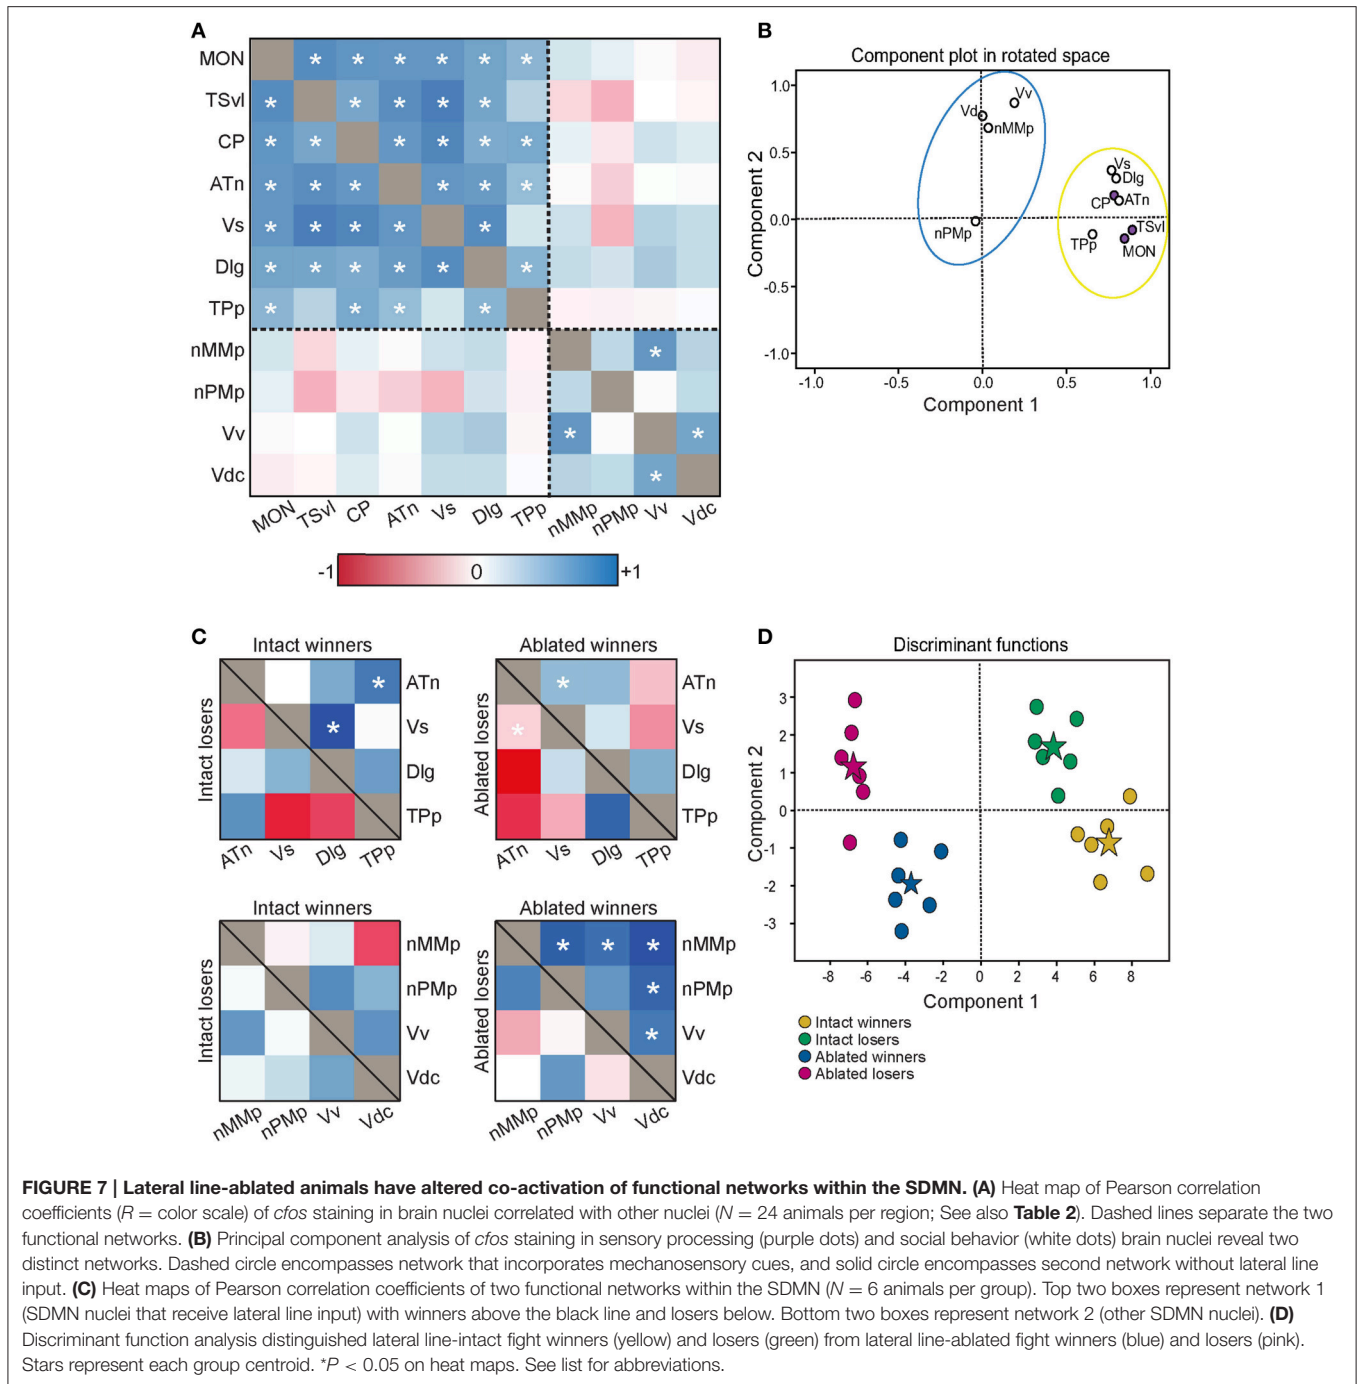 A
MON
TSvl
CP
ATn
Vs
Dlg
TPp
nMMp
nPMp
Vv
Vdc
MON TSvl CP ATn Vs Dlg TPp nMMp nPMp Vv Vdc
-1 0 +1
B
Component plot in rotated space
Component 2
1.0
0.5
0.0
-0.5
-1.0
Vv
Vd
nMMp
nPMp
Vs
Dlg
CP ATn
TSvl
TPp
MON
-1.0 -0.5 0.0 0.5 1.0
Component 1
C
Intact winners
Intact losers
ATn
Vs
Dlg
TPp
ATn Vs Dlg TPp
Ablated winners
Ablated losers
ATn
Vs
Dlg
TPp
ATn Vs Dlg TPp
Intact winners
Intact losers
nMMp
nPMp
Vv
Vdc
nMMp nPMp Vv Vdc
Ablated winners
Ablated losers
nMMp
nPMp
Vv
Vdc
nMMp nPMp Vv Vdc
D
Discriminant functions
Component 2
3
2
1
0
-1
-2
-3
-8 -6 -4 -2 0 2 4 6 8
Component 1
Intact winners
Intact losers
Ablated winners
Ablated losers
FIGURE 7 | Lateral line-ablated animals have altered co-activation of functional networks within the SDMN. (A) Heat map of Pearson correlation
coefficients (R = color scale) of cfos staining in brain nuclei correlated with other nuclei (N = 24 animals per region; See also Table 2). Dashed lines separate the two
functional networks. (B) Principal component analysis of cfos staining in sensory processing (purple dots) and social behavior (white dots) brain nuclei reveal two
distinct networks. Dashed circle encompasses network that incorporates mechanosensory cues, and solid circle encompasses second network without lateral line
input. (C) Heat maps of Pearson correlation coefficients of two functional networks within the SDMN (N = 6 animals per group). Top two boxes represent network 1
(SDMN nuclei that receive lateral line input) with winners above the black line and losers below. Bottom two boxes represent network 2 (other SDMN nuclei). (D)
Discriminant function analysis distinguished lateral line-intact fight winners (yellow) and losers (green) from lateral line-ablated fight winners (blue) and losers (pink).
Stars represent each group centroid. *P < 0.05 on heat maps. See list for abbreviations.